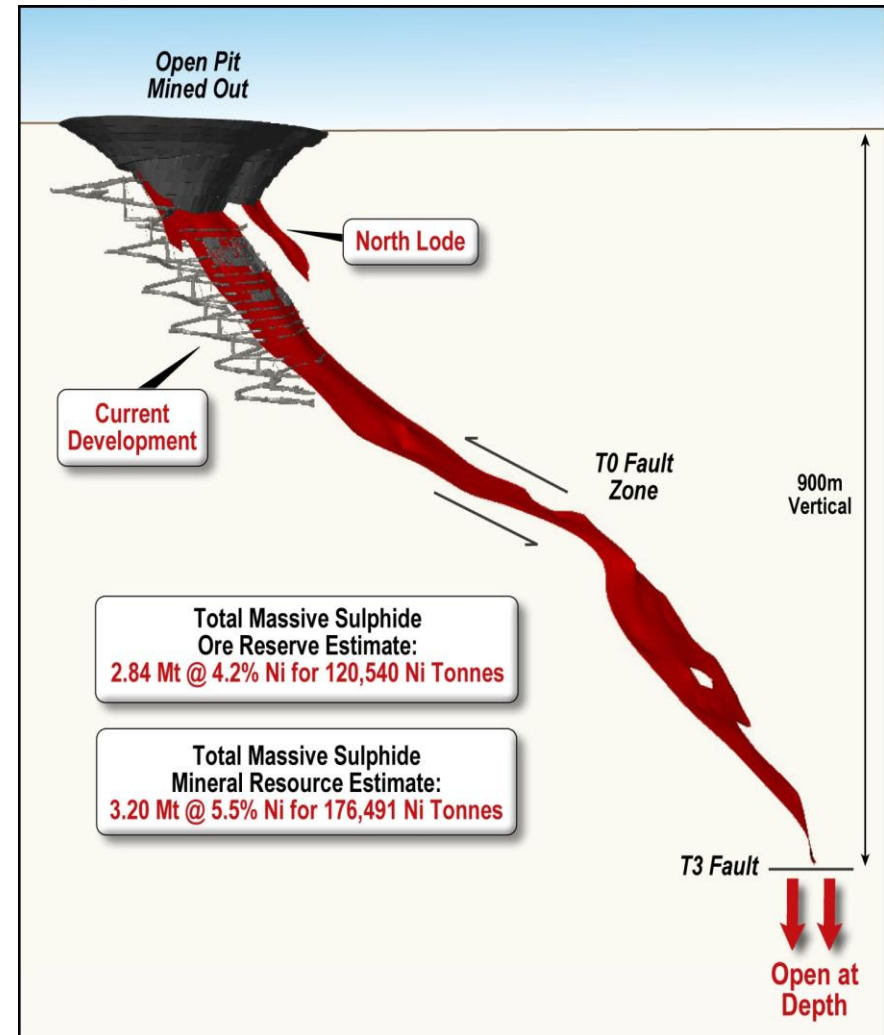 Open Pit
Mined Out
North Lode
Current
Development
T0 Fault
Zone
900m
Vertical
Total Massive Sulphide
Ore Reserve Estimate:
2.84 Mt @ 4.2% Ni for 120,540 Ni Tonnes
Total Massive Sulphide
Mineral Resource Estimate:
3.20 Mt @ 5.5% Ni for 176,491 Ni Tonnes
T3 Fault
Open at
Depth